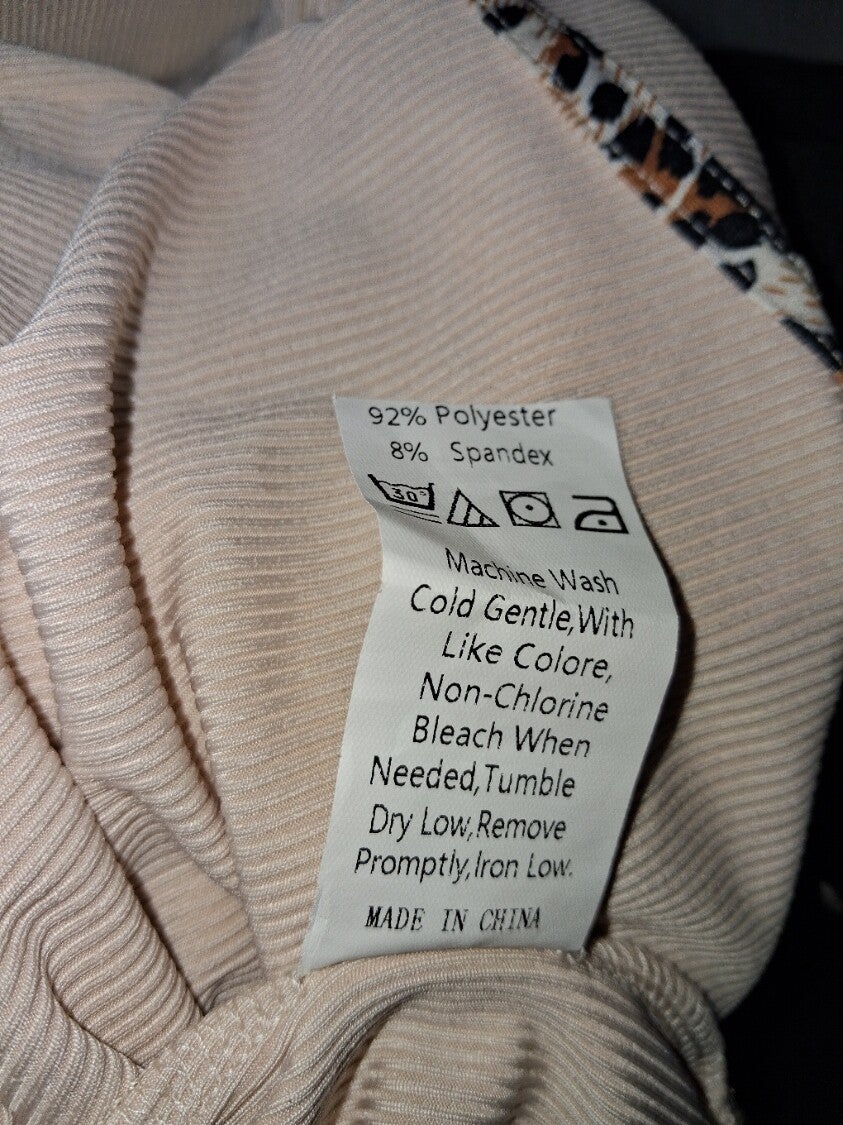 92% Polyester
8% Spandex
30°
Machine Wash
Cold Gentle,With
Like Colore,
Non-Chlorine
Bleach When
Needed,Tumble
Dry Low,Remove
Promptly,Iron Low.
MADE IN CHINA